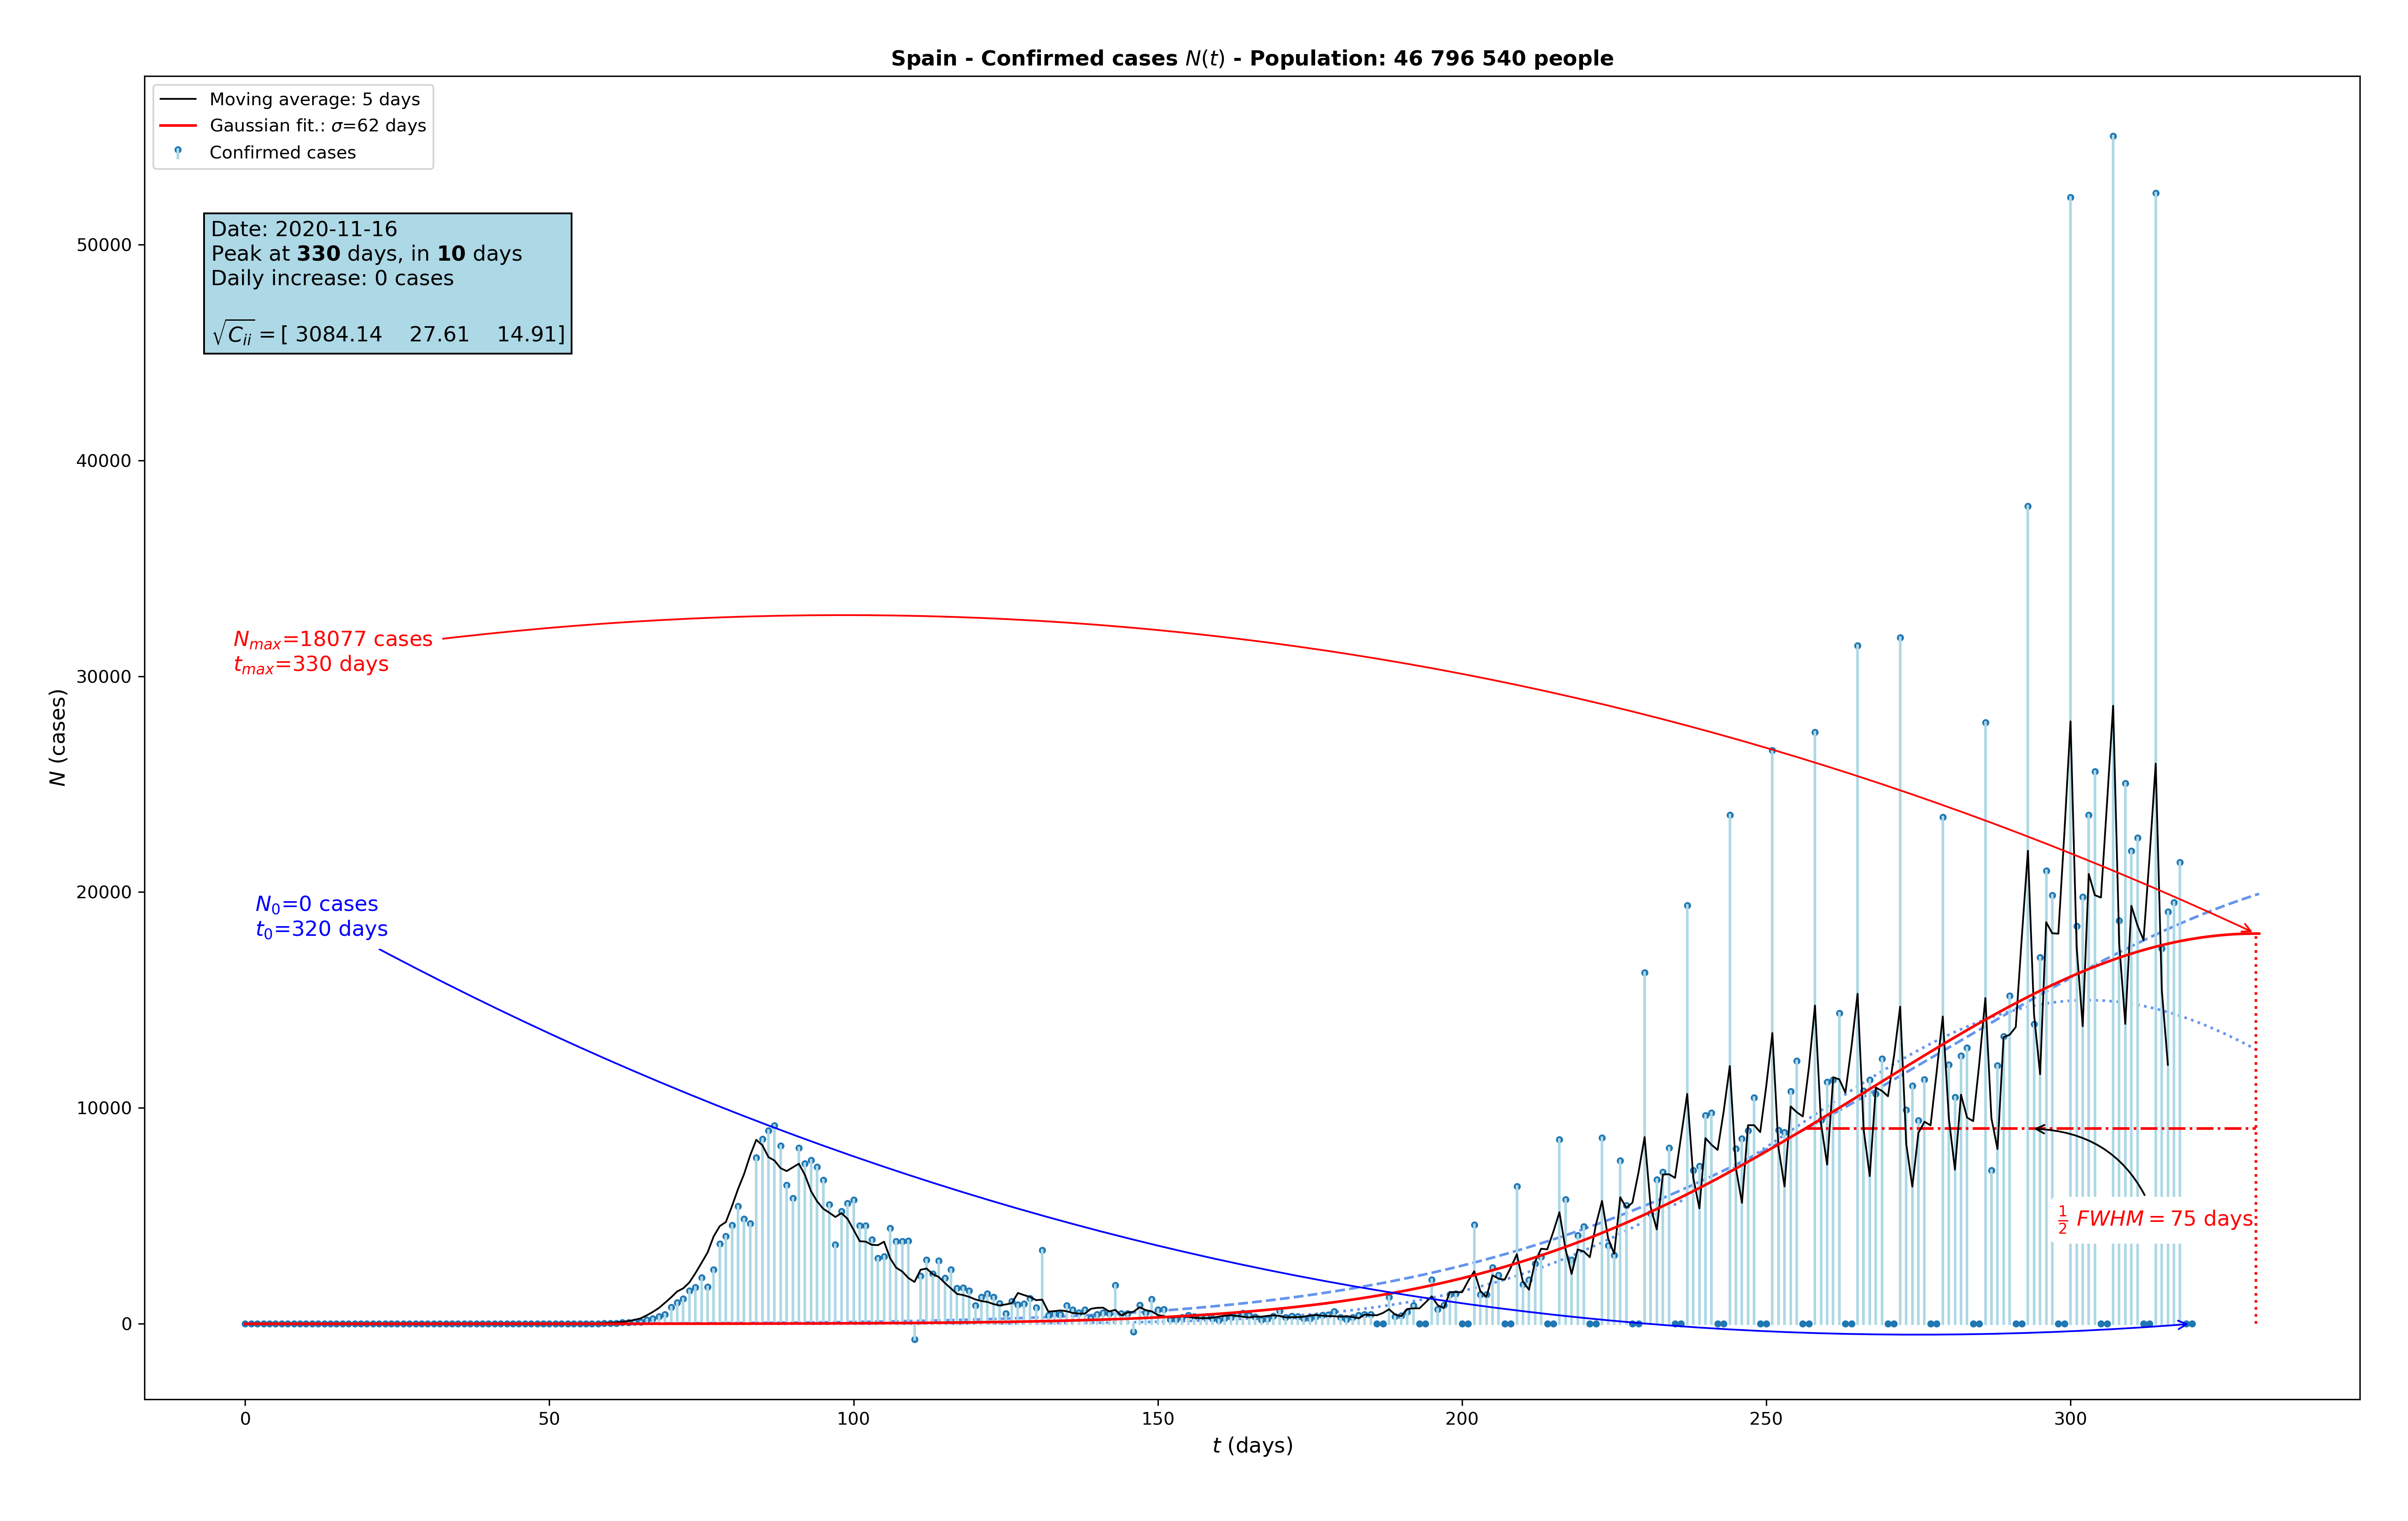 Spain - Confirmed cases N(t) - Population: 46 796 540 people
Moving average: 5 days
Gaussian fit.: σ=62 days
Confirmed cases
Date: 2020-11-16
Peak at 330 days, in 10 days
Daily increase: 0 cases
√Cᵢᵢ = [ 3084.14 27.61 14.91]
N_max=18077 cases
t_max=330 days
N₀=0 cases
t₀=320 days
½ FWHM = 75 days
N (cases)
50000
40000
30000
20000
10000
0
0 50 100 150 200 250 300
t (days)